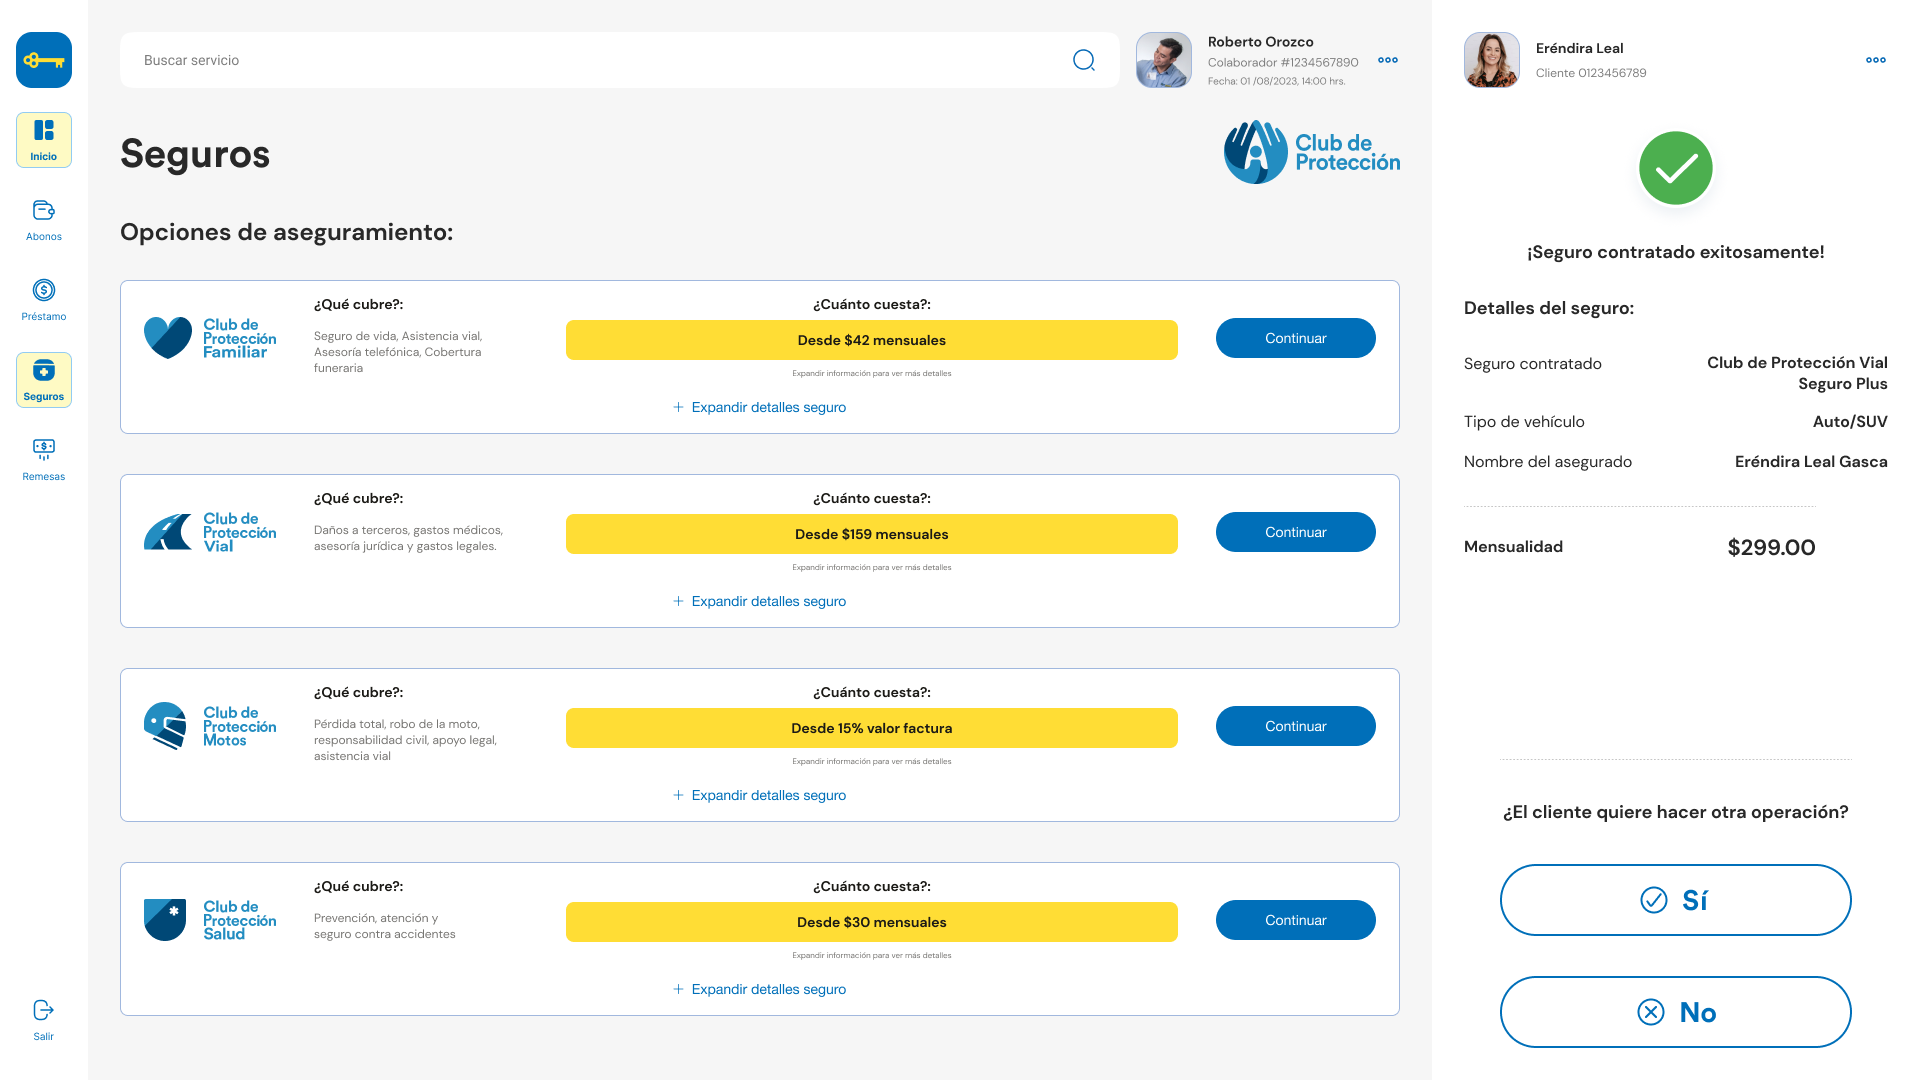 Inicio
Abonos
Préstamo
Seguros
Remesas
Salir
Buscar servicio
Roberto Orozco
Colaborador #1234567890
Fecha: 01 /08/2023, 14:00 hrs.
Seguros
Club de
Protección
Opciones de aseguramiento:
Club de
Protección
Familiar
¿Qué cubre?:
Seguro de vida, Asistencia vial,
Asesoría telefónica, Cobertura
funeraria
¿Cuánto cuesta?:
Desde $42 mensuales
Expandir información para ver más detalles
Continuar
+ Expandir detalles seguro
Club de
Protección
Vial
¿Qué cubre?:
Daños a terceros, gastos médicos,
asesoría jurídica y gastos legales.
¿Cuánto cuesta?:
Desde $159 mensuales
Expandir información para ver más detalles
Continuar
+ Expandir detalles seguro
Club de
Protección
Motos
¿Qué cubre?:
Pérdida total, robo de la moto,
responsabilidad civil, apoyo legal,
asistencia vial
¿Cuánto cuesta?:
Desde 15% valor factura
Expandir información para ver más detalles
Continuar
+ Expandir detalles seguro
Club de
Protección
Salud
¿Qué cubre?:
Prevención, atención y
seguro contra accidentes
¿Cuánto cuesta?:
Desde $30 mensuales
Expandir información para ver más detalles
Continuar
+ Expandir detalles seguro
Eréndira Leal
Cliente 0123456789
¡Seguro contratado exitosamente!
Detalles del seguro:
Seguro contratado
Club de Protección Vial
Seguro Plus
Tipo de vehículo
Auto/SUV
Nombre del asegurado
Eréndira Leal Gasca
Mensualidad
$299.00
¿El cliente quiere hacer otra operación?
Sí
No